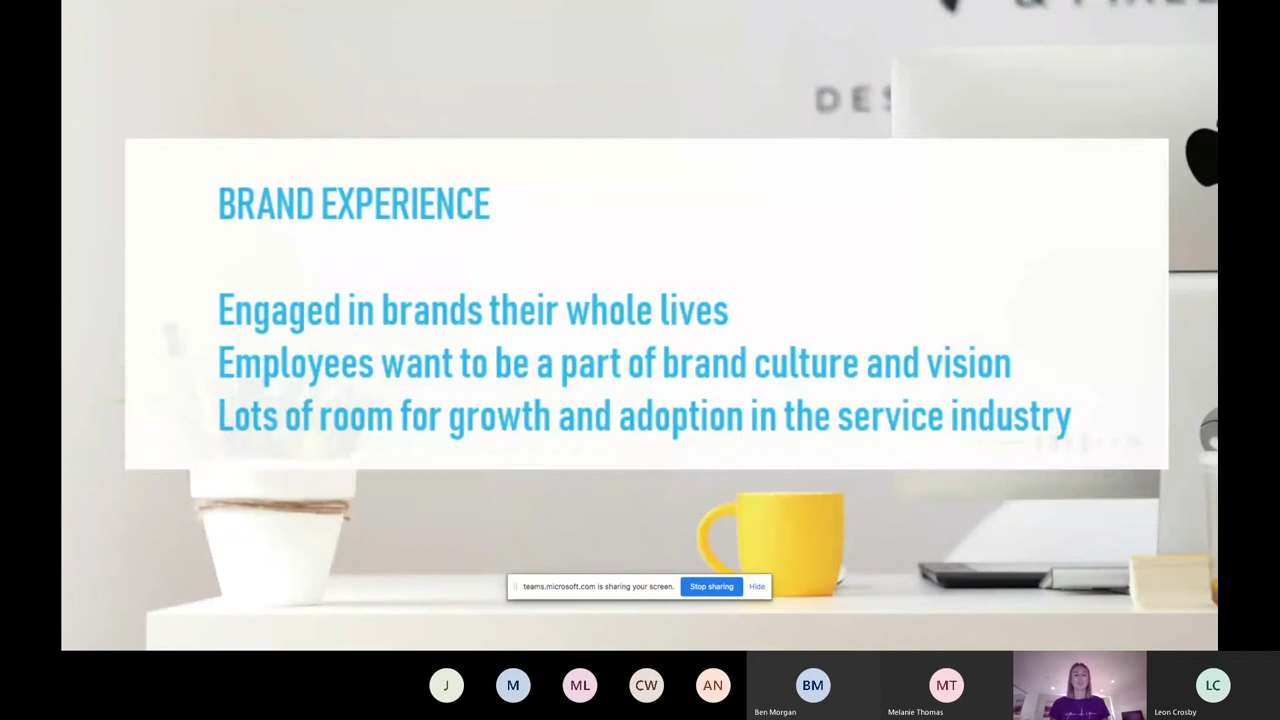 DES
BRAND EXPERIENCE
Engaged in brands their whole lives
Employees want to be a part of brand culture and vision
Lots of room for growth and adoption in the service industry
teams.microsoft.com is sharing your screen.
Stop sharing
Hide
J
M
ML
CW
AN
BM
Ben Morgan
MT
Melanie Thomas
LC
Leon Crosby